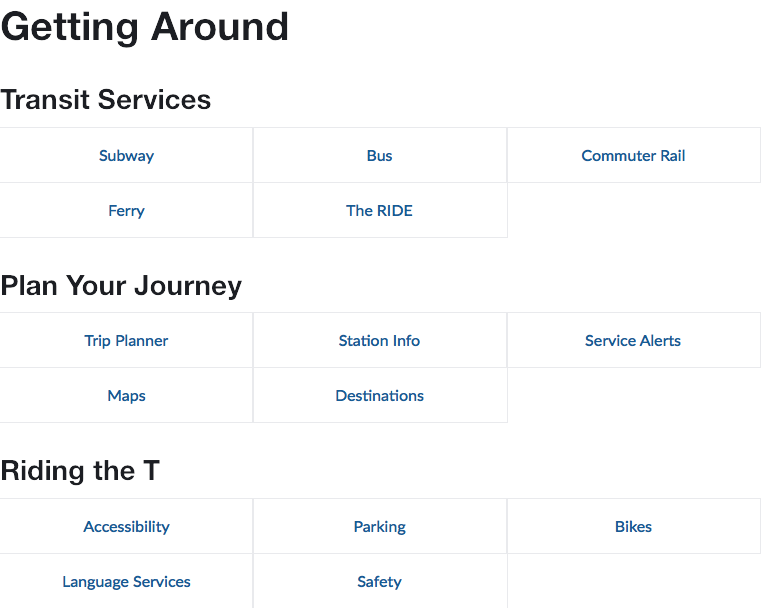 Getting Around
Transit Services
Subway Bus Commuter Rail
Ferry The RIDE
Plan Your Journey
Trip Planner Station Info Service Alerts
Maps Destinations
Riding the T
Accessibility Parking Bikes
Language Services Safety